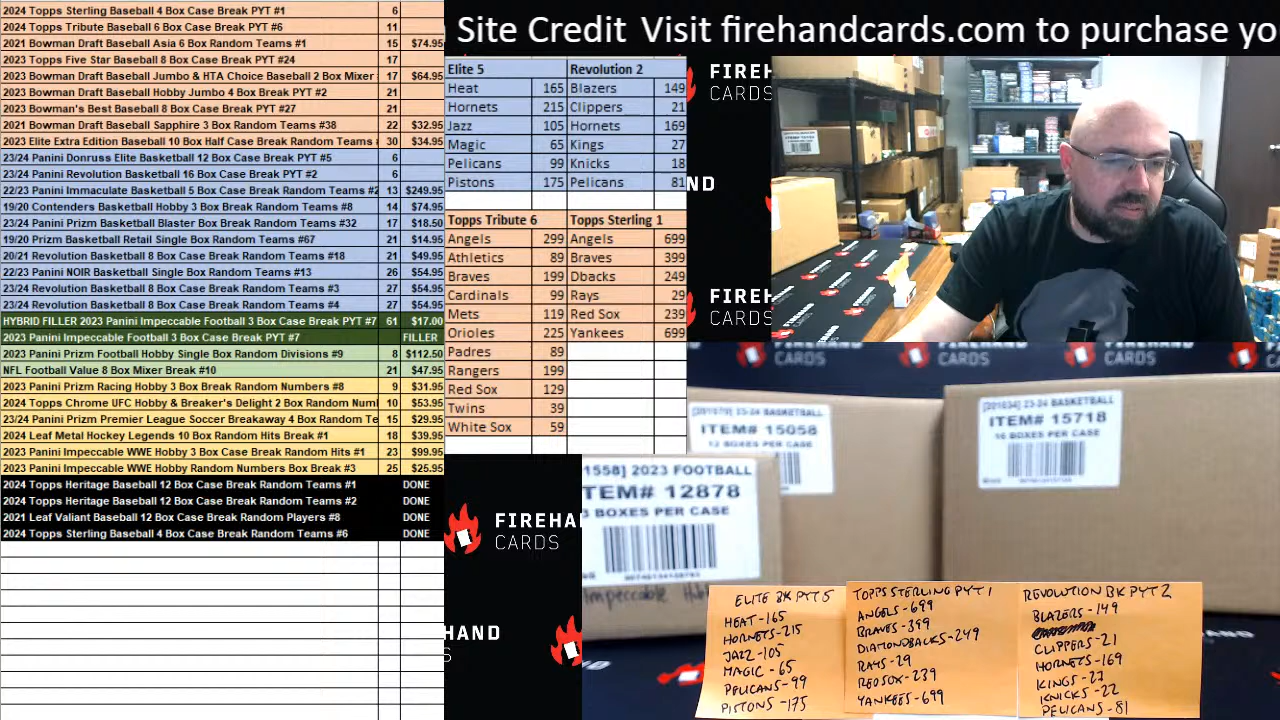 2024 Topps Sterling Baseball 4 Box Case Break PYT #1 6
2024 Topps Tribute Baseball 6 Box Case Break PYT #6 11
2021 Bowman Draft Baseball Asia 6 Box Random Teams #1 15 $74.95
2023 Topps Five Star Baseball 8 Box Case Break PYT #24 17
2023 Bowman Draft Baseball Jumbo & HTA Choice Baseball 2 Box Mixer 17 $64.95
2023 Bowman Draft Baseball Hobby Jumbo 4 Box Break PYT #2 21
2023 Bowman's Best Baseball 8 Box Case Break PYT #27 21
2021 Bowman Draft Baseball Sapphire 3 Box Random Teams #38 22 $32.95
2023 Elite Extra Edition Baseball 10 Box Half Case Break Random Teams 30 $34.95
23/24 Panini Donruss Elite Basketball 12 Box Case Break PYT #5 6
23/24 Panini Revolution Basketball 16 Box Case Break PYT #2 6
22/23 Panini Immaculate Basketball 5 Box Case Break Random Teams #2 13 $249.95
19/20 Contenders Basketball Hobby 3 Box Random Teams #8 14 $74.95
23/24 Panini Prizm Basketball Blaster Box Random Teams #32 17 $18.50
19/20 Prizm Basketball Retail Single Box Random Teams #67 21 $14.95
20/21 Revolution Basketball 8 Box Random Teams #18 21 $49.95
22/23 Panini NOIR Basketball Single Box Random Teams #13 26 $54.95
23/24 Revolution Basketball 8 Box Random Teams #3 27 $54.95
23/24 Revolution Basketball 8 Box Random Teams #4 27 $54.95
HYBRID FILLER 2023 Panini Impeccable Football 3 Box Case Break PYT #7 61 $17.00
2023 Panini Impeccable Football 3 Box Case Break PYT #7 FILLER
2023 Panini Prizm Football Hobby Single Box Random Divisions #9 8 $112.50
NFL Football Value 8 Box Mixer Break #10 21 $47.95
2023 Panini Prizm Racing Hobby 3 Box Break Random Numbers #8 9 $31.95
2024 Topps Chrome UFC Hobby & Breaker's Delight 2 Box Random Numl 10 $53.95
23/24 Panini Prizm Premier League Soccer Breakaway 4 Box Random Te 15 $29.95
2024 Leaf Metal Hockey Legends 10 Box Random Hits Break #1 18 $39.95
2023 Panini Impeccable WWE Hobby 3 Box Case Break Random Hits #1 23 $99.95
2023 Panini Impeccable WWE Hobby Random Numbers Box Break #3 25 $25.95
2024 Topps Heritage Baseball 12 Box Case Break Random Teams #1 DONE
2024 Topps Heritage Baseball 12 Box Case Break Random Teams #2 DONE
2021 Leaf Valiant Baseball 12 Box Case Break Random Players #8 DONE
2024 Topps Sterling Baseball 4 Box Case Break Random Teams #6 DONE
Site Credit Visit firehandcards.com to purchase yo
Elite 5 Revolution 2
Heat 165 Blazers 149
Hornets 215 Clippers 21
Jazz 105 Hornets 169
Magic 65 Kings 27
Pelicans 99 Knicks 18
Pistons 175 Pelicans 81
Topps Tribute 6 Topps Sterling 1
Angels 299 Angels 699
Athletics 89 Braves 399
Braves 199 Dbacks 249
Cardinals 99 Rays 29
Mets 119 Red Sox 239
Orioles 225 Yankees 699
Padres 89
Rangers 199
Red Sox 129
Twins 39
White Sox 59
FIREH
CARDS
ND
FIREH
CARDS
FIREHAND
CARDS
23-24 BASKETBALL
ITEM# 15058
12 BOXES PER CASE
23-24 BASKETBALL
ITEM# 15718
16 BOXES PER CASE
1558] 2023 FOOTBALL
TEM# 12878
3 BOXES PER CASE
Impeccable
FIREHA
CARDS
HAND
S
ELITE BK PYT 5
HEAT-165
HORNETS-215
JAZZ-105
MAGIC-65
PELICANS-99
PISTONS-175
TOPPS STERLING PYT 1
ANGELS-699
BRAVES-399
DIAMONDBACKS-249
RAYS-29
RED SOX-239
YANKEES-699
REVOLUTION BK PYT 2
BLAZERS-149
CLIPPERS-21
HORNETS-169
KINGS-27
KNICKS-22
PELICANS-81